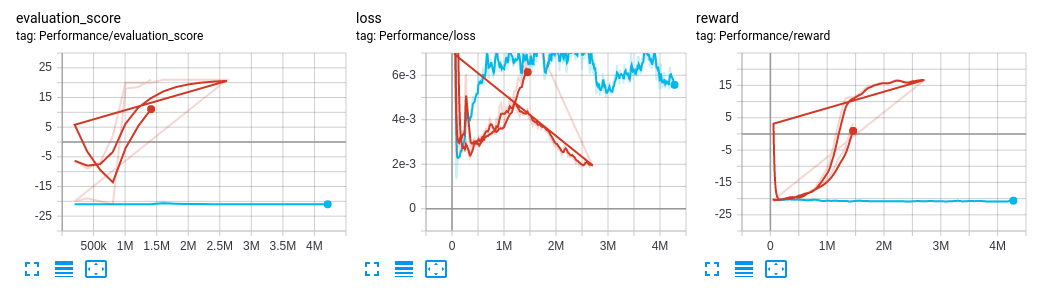 evaluation_score
tag: Performance/evaluation_score
25
15
5
-5
-15
-25
500k 1M 1.5M 2M 2.5M 3M 3.5M 4M
loss
tag: Performance/loss
6e-3
4e-3
2e-3
0
0 1M 2M 3M 4M
reward
tag: Performance/reward
15
5
-5
-15
-25
0 1M 2M 3M 4M